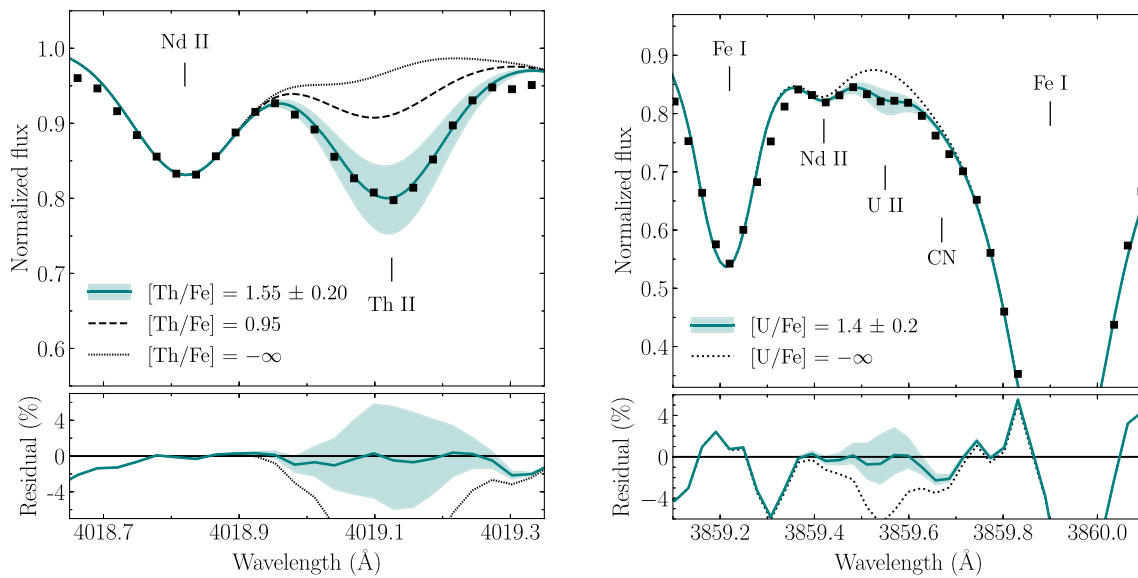 1.0
0.9
0.8
0.7
0.6
Normalized flux
Nd II
Th II
[Th/Fe] = 1.55 ± 0.20
[Th/Fe] = 0.95
[Th/Fe] = −∞
4
0
−4
Residual (%)
4018.7 4018.9 4019.1 4019.3
Wavelength (Å)
0.9
0.8
0.7
0.6
0.5
0.4
Normalized flux
Fe I
Fe I
Nd II
U II
CN
[U/Fe] = 1.4 ± 0.2
[U/Fe] = −∞
4
0
−4
Residual (%)
3859.2 3859.4 3859.6 3859.8 3860.0
Wavelength (Å)